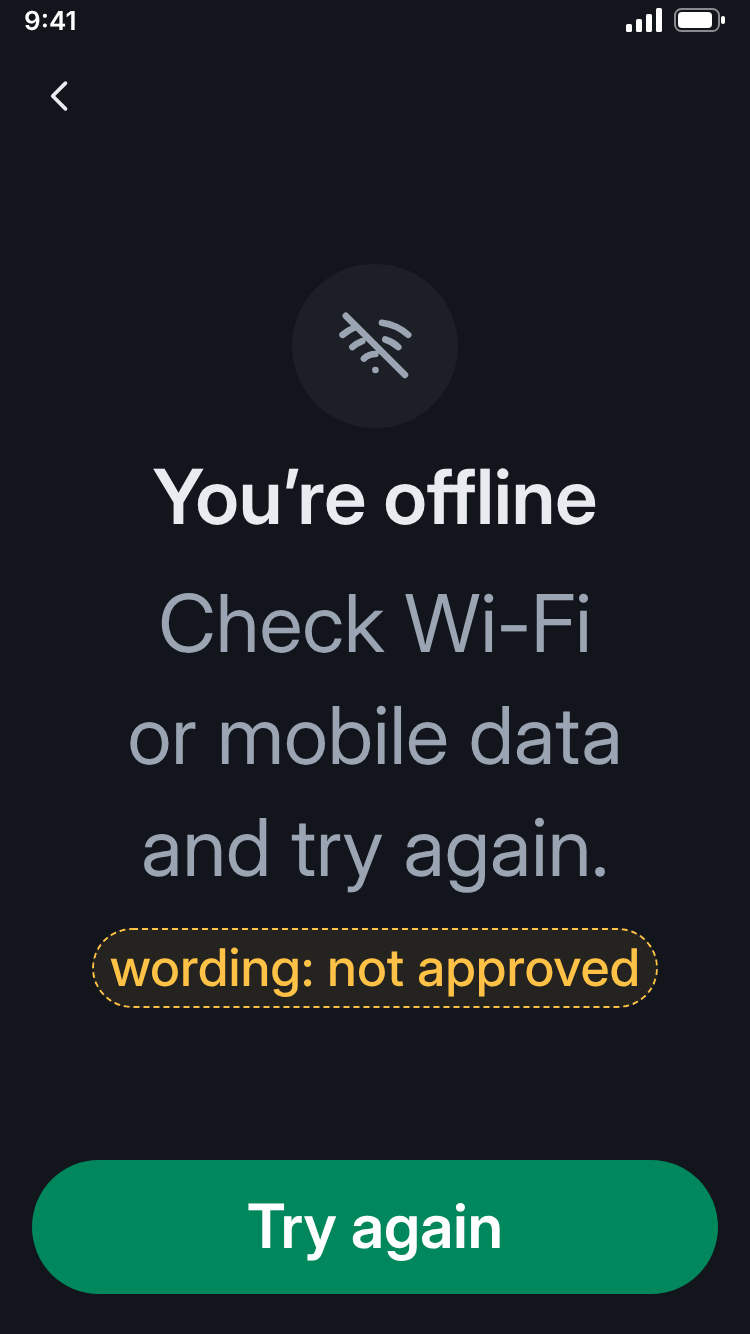 9:41
You’re offline
Check Wi-Fi
or mobile data
and try again.
wording: not approved
Try again